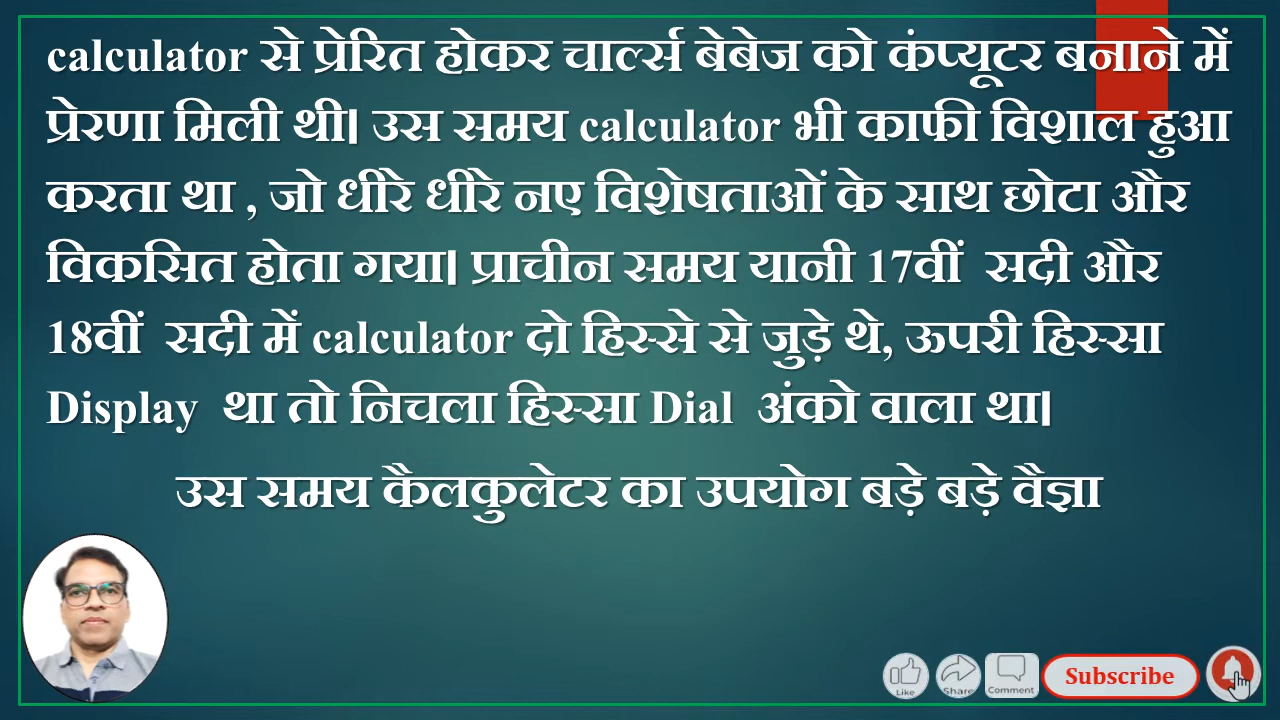 calculator से प्रेरित होकर चार्ल्स बेबेज को कंप्यूटर बनाने में
प्रेरणा मिली थी। उस समय calculator भी काफी विशाल हुआ
करता था , जो धीरे धीरे नए विशेषताओं के साथ छोटा और
विकसित होता गया। प्राचीन समय यानी 17वीं सदी और
18वीं सदी में calculator दो हिस्से से जुड़े थे, ऊपरी हिस्सा
Display था तो निचला हिस्सा Dial अंको वाला था।
उस समय कैलकुलेटर का उपयोग बड़े बड़े वैज्ञा
Like Share Comment Subscribe